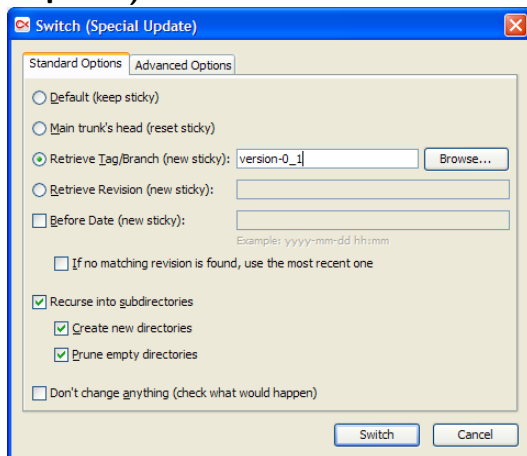 Switch (Special Update)
Standard Options Advanced Options
Default (keep sticky)
Main trunk's head (reset sticky)
Retrieve Tag/Branch (new sticky): version-0_1 Browse...
Retrieve Revision (new sticky):
Before Date (new sticky):
Example: yyyy-mm-dd hh:mm
If no matching revision is found, use the most recent one
Recurse into subdirectories
Create new directories
Prune empty directories
Don't change anything (check what would happen)
Switch Cancel